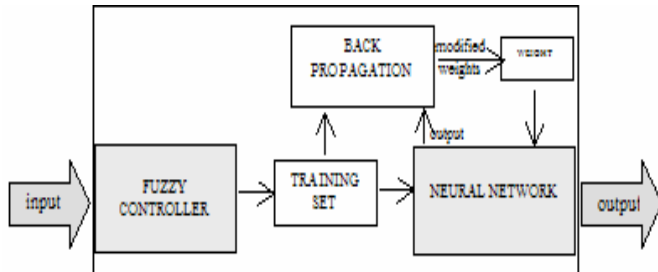 BACK
PROPAGATION
modified
weights
WEIGHT
output
input
FUZZY
CONTROLLER
TRAINING
SET
NEURAL NETWORK
output